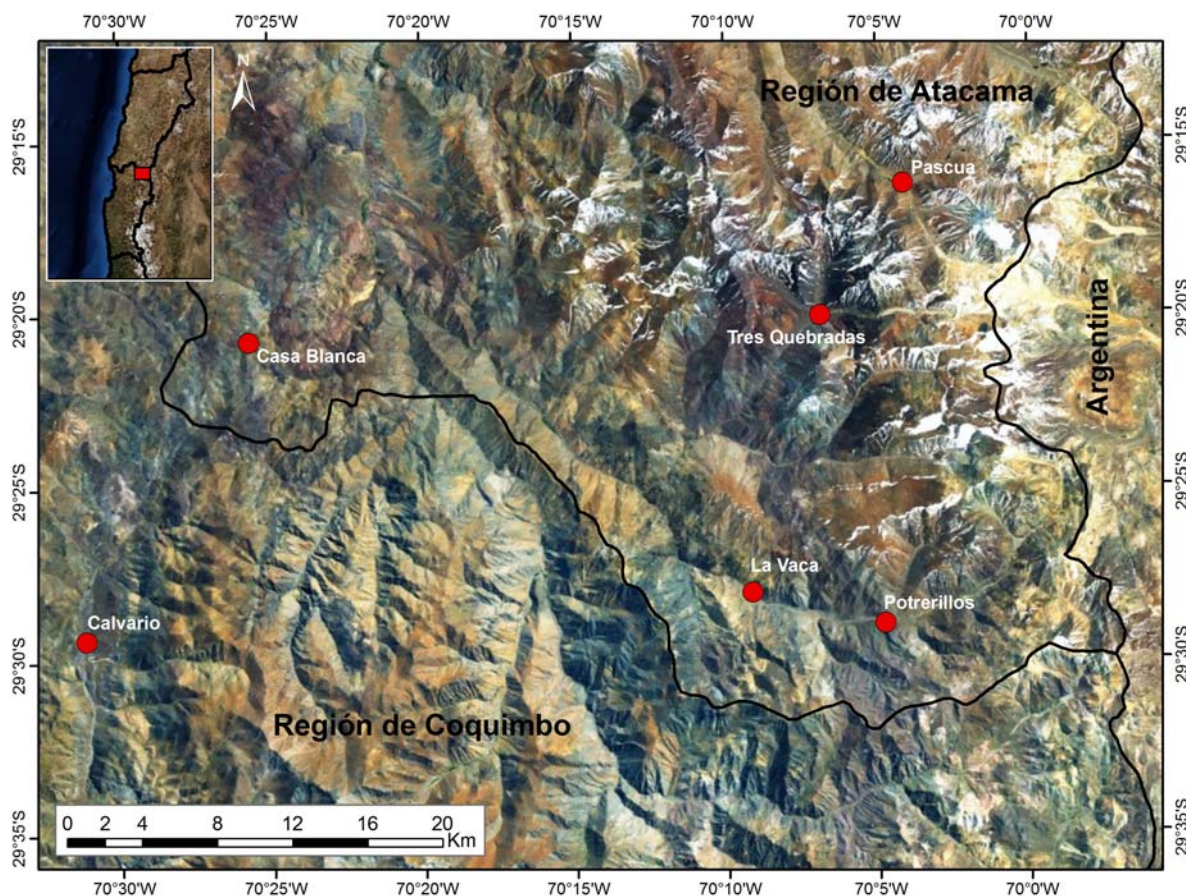 70°30'W 70°25'W 70°20'W 70°15'W 70°10'W 70°5'W 70°0'W
N
Región de Atacama
29°15'S
29°15'S
Pascua
29°20'S
29°20'S
Tres Quebradas
Casa Blanca
Argentina
29°25'S
29°25'S
La Vaca
Potrerillos
Calvario
29°30'S
29°30'S
Región de Coquimbo
0 2 4 8 12 16 20
Km
29°35'S
29°35'S
70°30'W 70°25'W 70°20'W 70°15'W 70°10'W 70°5'W 70°0'W